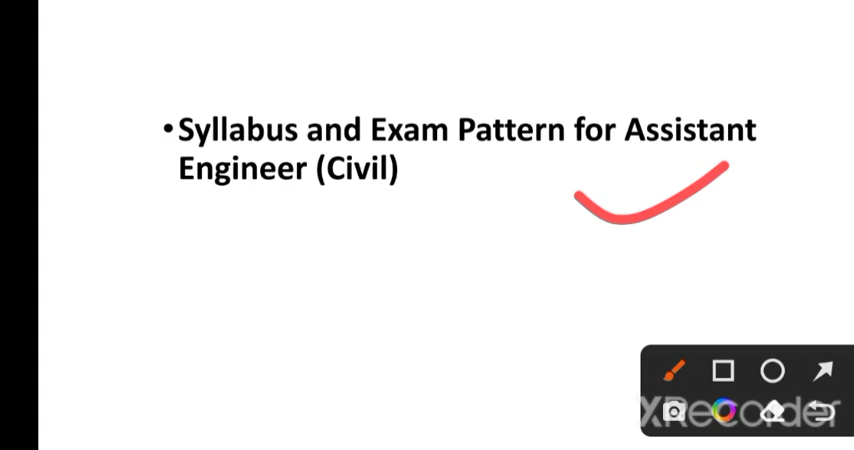 •Syllabus and Exam Pattern for Assistant
Engineer (Civil)
XRecorder